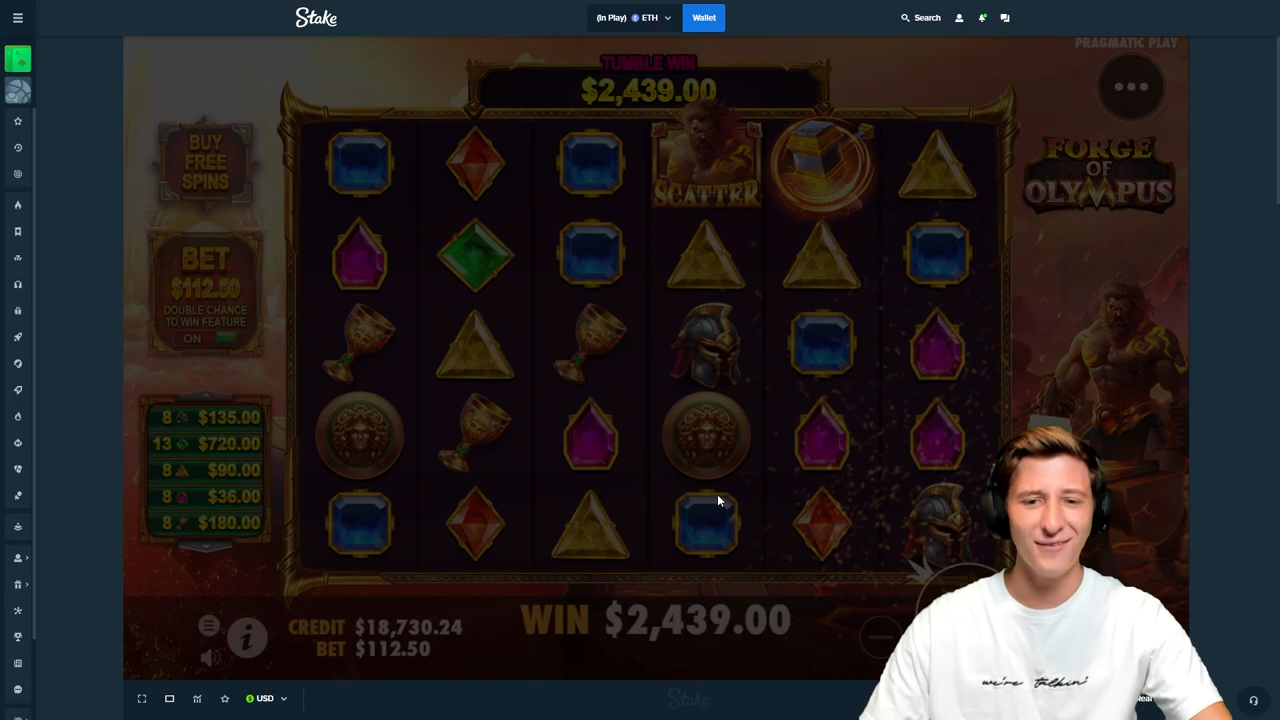 Stake
(In Play) ETH
Wallet
Search
PRAGMATIC PLAY
TUMBLE WIN
$2,439.00
BUY
FREE
SPINS
SCATTER
FORGE
OF
OLYMPUS
BET
$112.50
DOUBLE CHANCE
TO WIN FEATURE
ON
8 $135.00
13 $720.00
8 $90.00
8 $36.00
8 $180.00
CREDIT $18,730.24
BET $112.50
WIN $2,439.00
USD
Stake
we're talkin'